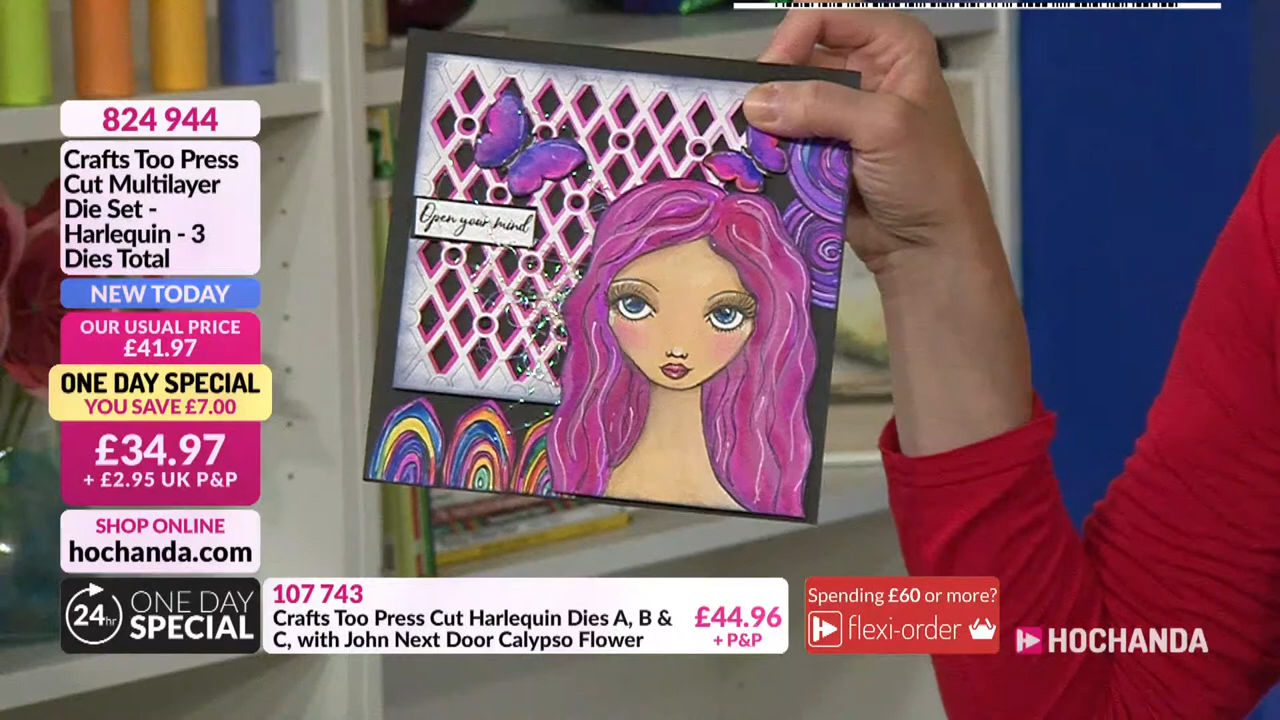 824 944
Crafts Too Press
Cut Multilayer
Die Set -
Harlequin - 3
Dies Total
NEW TODAY
OUR USUAL PRICE
£41.97
ONE DAY SPECIAL
YOU SAVE £7.00
£34.97
+ £2.95 UK P&P
SHOP ONLINE
hochanda.com
Open your mind
24hr
ONE DAY
SPECIAL
107 743
Crafts Too Press Cut Harlequin Dies A, B &
C, with John Next Door Calypso Flower
£44.96
+ P&P
Spending £60 or more?
flexi-order
HOCHANDA